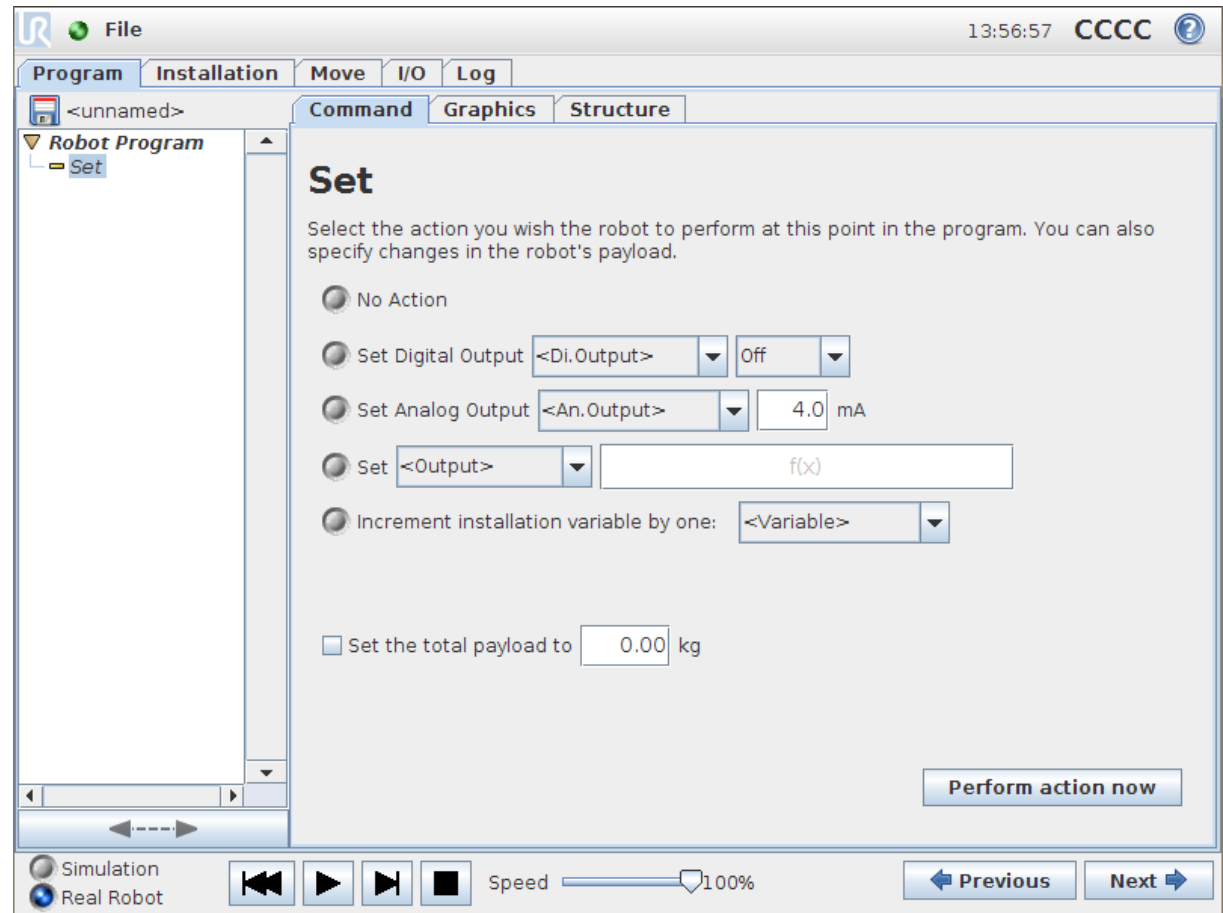 UR File 13:56:57 CCCC ?
Program Installation Move I/O Log
<unnamed> Command Graphics Structure
Robot Program
Set
Set
Select the action you wish the robot to perform at this point in the program. You can also
specify changes in the robot's payload.
No Action
Set Digital Output <Di.Output> Off
Set Analog Output <An.Output> 4.0 mA
Set <Output> f(x)
Increment installation variable by one: <Variable>
Set the total payload to 0.00 kg
Perform action now
Simulation
Real Robot
Speed 100%
Previous Next